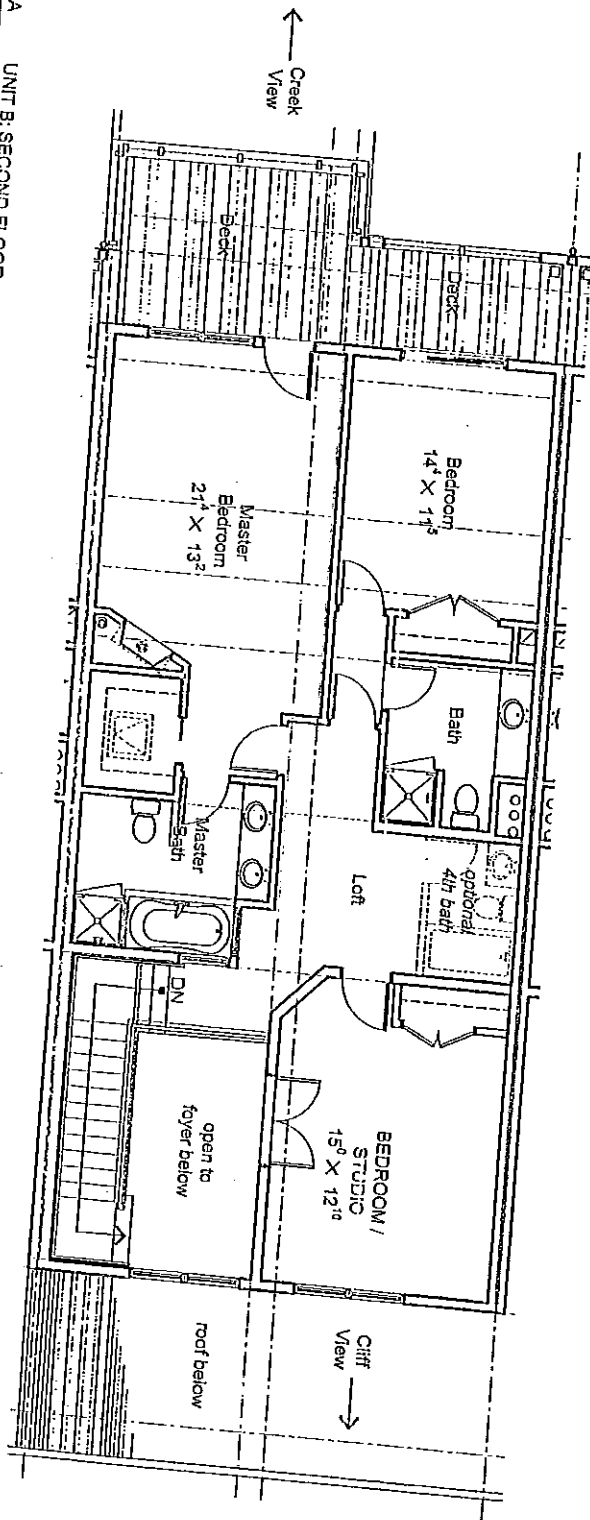 Creek
View
Deck
Deck
Bedroom
14⁴ X 11⁵
Master
Bedroom
21⁴ X 13²
Bath
Master
Bath
optional
4th bath
Loft
DN
open to
foyer below
BEDROOM /
STUDIO
15⁰ X 12¹⁰
Cliff
View
roof below
A
UNIT B: SECOND FLOOR